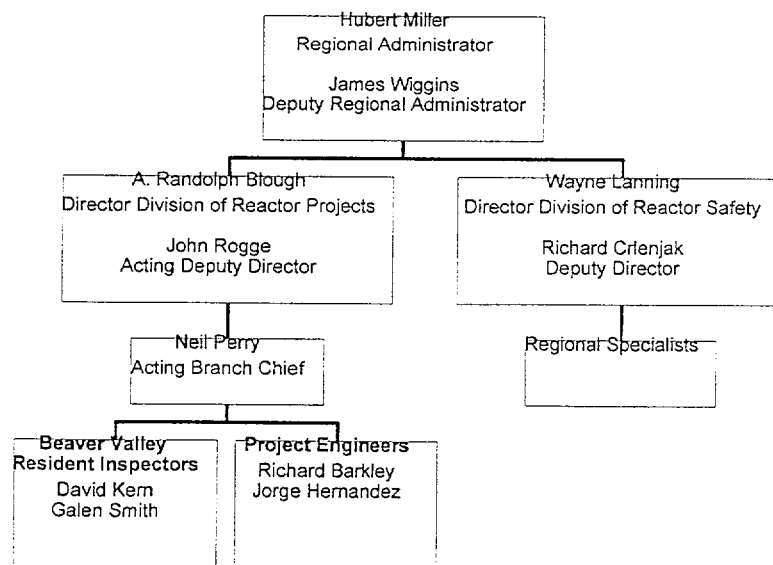 Hubert Miller
Regional Administrator
James Wiggins
Deputy Regional Administrator
A. Randolph Blough
Director Division of Reactor Projects
John Rogge
Acting Deputy Director
Wayne Lanning
Director Division of Reactor Safety
Richard Crlenjak
Deputy Director
Neil Perry
Acting Branch Chief
Regional Specialists
Beaver Valley
Resident Inspectors
David Kern
Galen Smith
Project Engineers
Richard Barkley
Jorge Hernandez